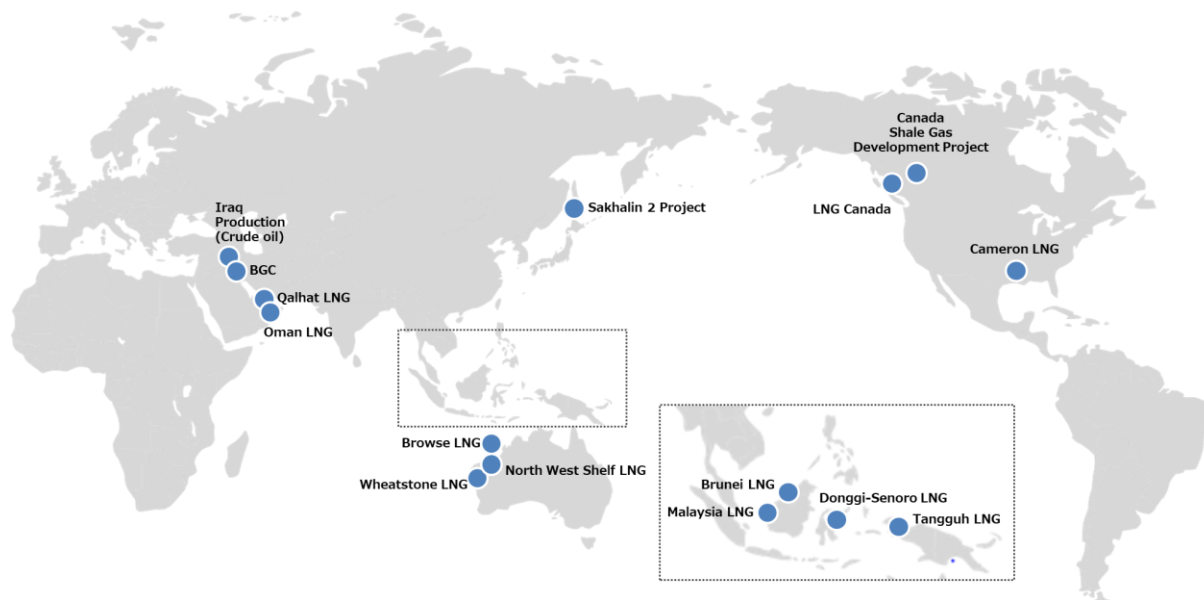 Canada
Shale Gas
Development Project
LNG Canada
Iraq
Production
(Crude oil)
Sakhalin 2 Project
BGC
Cameron LNG
Qalhat LNG
Oman LNG
Browse LNG
North West Shelf LNG
Wheatstone LNG
Brunei LNG
Donggi-Senoro LNG
Malaysia LNG
Tangguh LNG